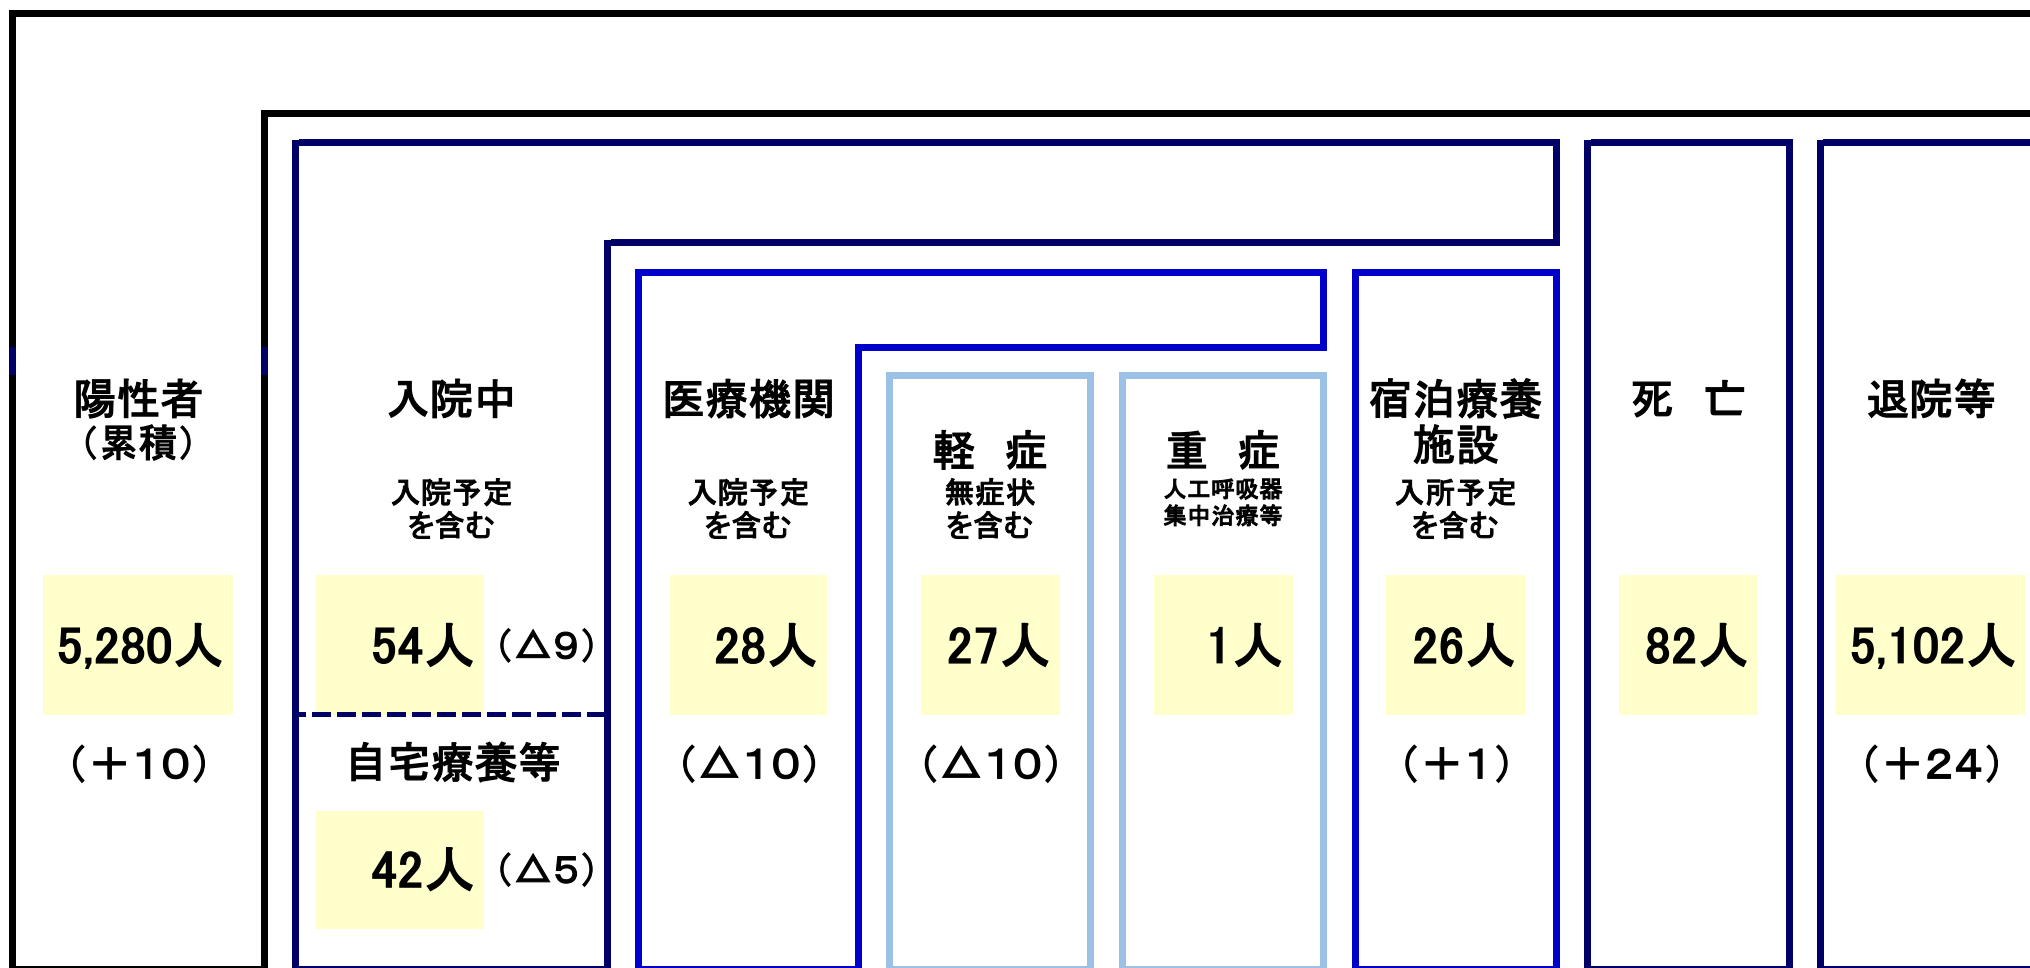 陽性者
（累積）
5,280人
（＋10）
入院中
入院予定
を含む
54人 （△9）
自宅療養等
42人 （△5）
医療機関
入院予定
を含む
28人
（△10）
軽　症
無症状
を含む
27人
（△10）
重　症
人工呼吸器
集中治療等
1人
宿泊療養
施設
入所予定
を含む
26人
（＋1）
死　亡
82人
退院等
5,102人
（＋24）